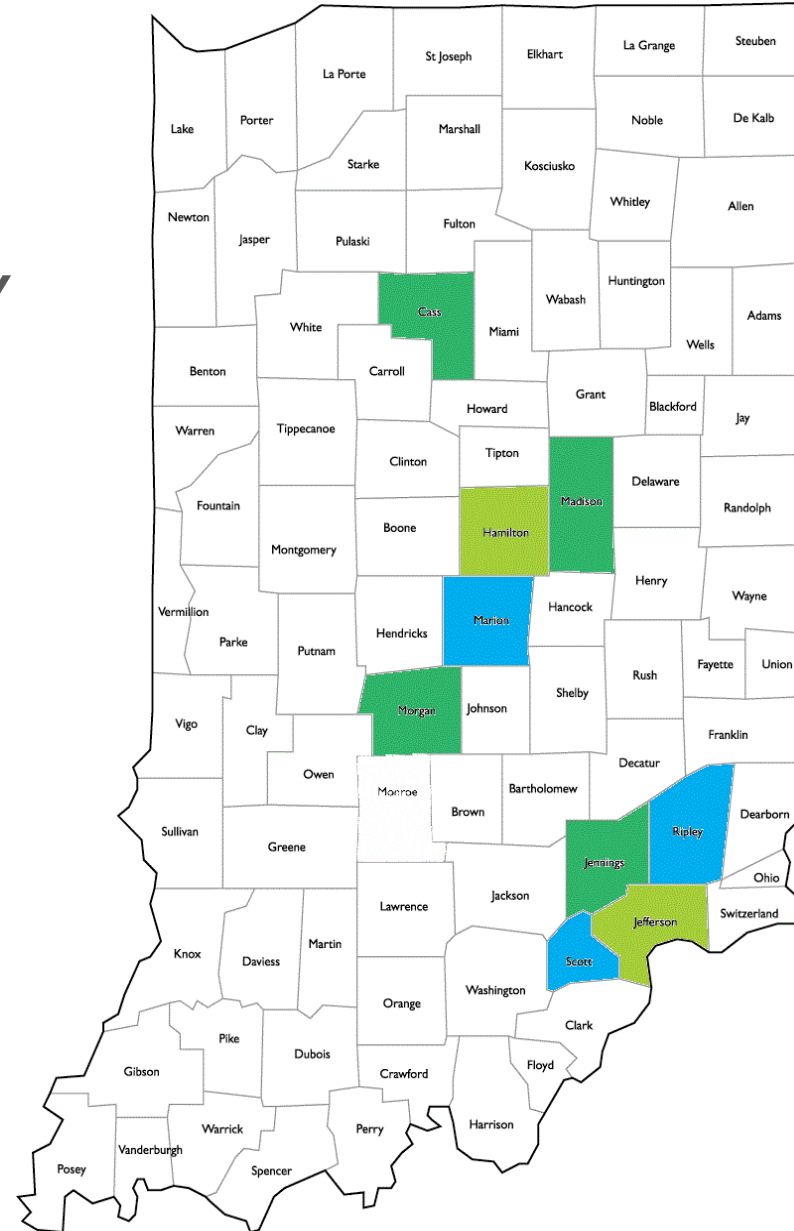 Steuben
La Grange
Elkhart
St Joseph
La Porte
Porter
Lake
Marshall
Noble
De Kalb
Starke
Kosciusko
Whitley
Allen
Newton
Fulton
Jasper
Pulaski
Huntington
Wabash
Cass
Adams
White
Miami
Wells
Benton
Carroll
Grant
Blackford
Howard
Jay
Warren
Tippecanoe
Tipton
Clinton
Delaware
Madison
Fountain
Randolph
Boone
Hamilton
Montgomery
Henry
Wayne
Hancock
Vermillion
Marion
Hendricks
Parke
Putnam
Fayette
Union
Rush
Shelby
Johnson
Morgan
Vigo
Clay
Franklin
Decatur
Owen
Monroe
Bartholomew
Brown
Dearborn
Sullivan
Ripley
Greene
Jennings
Ohio
Jackson
Lawrence
Switzerland
Jefferson
Martin
Knox
Daviess
Scott
Washington
Orange
Clark
Pike
Dubois
Floyd
Gibson
Crawford
Harrison
Warrick
Perry
Vanderburgh
Posey
Spencer